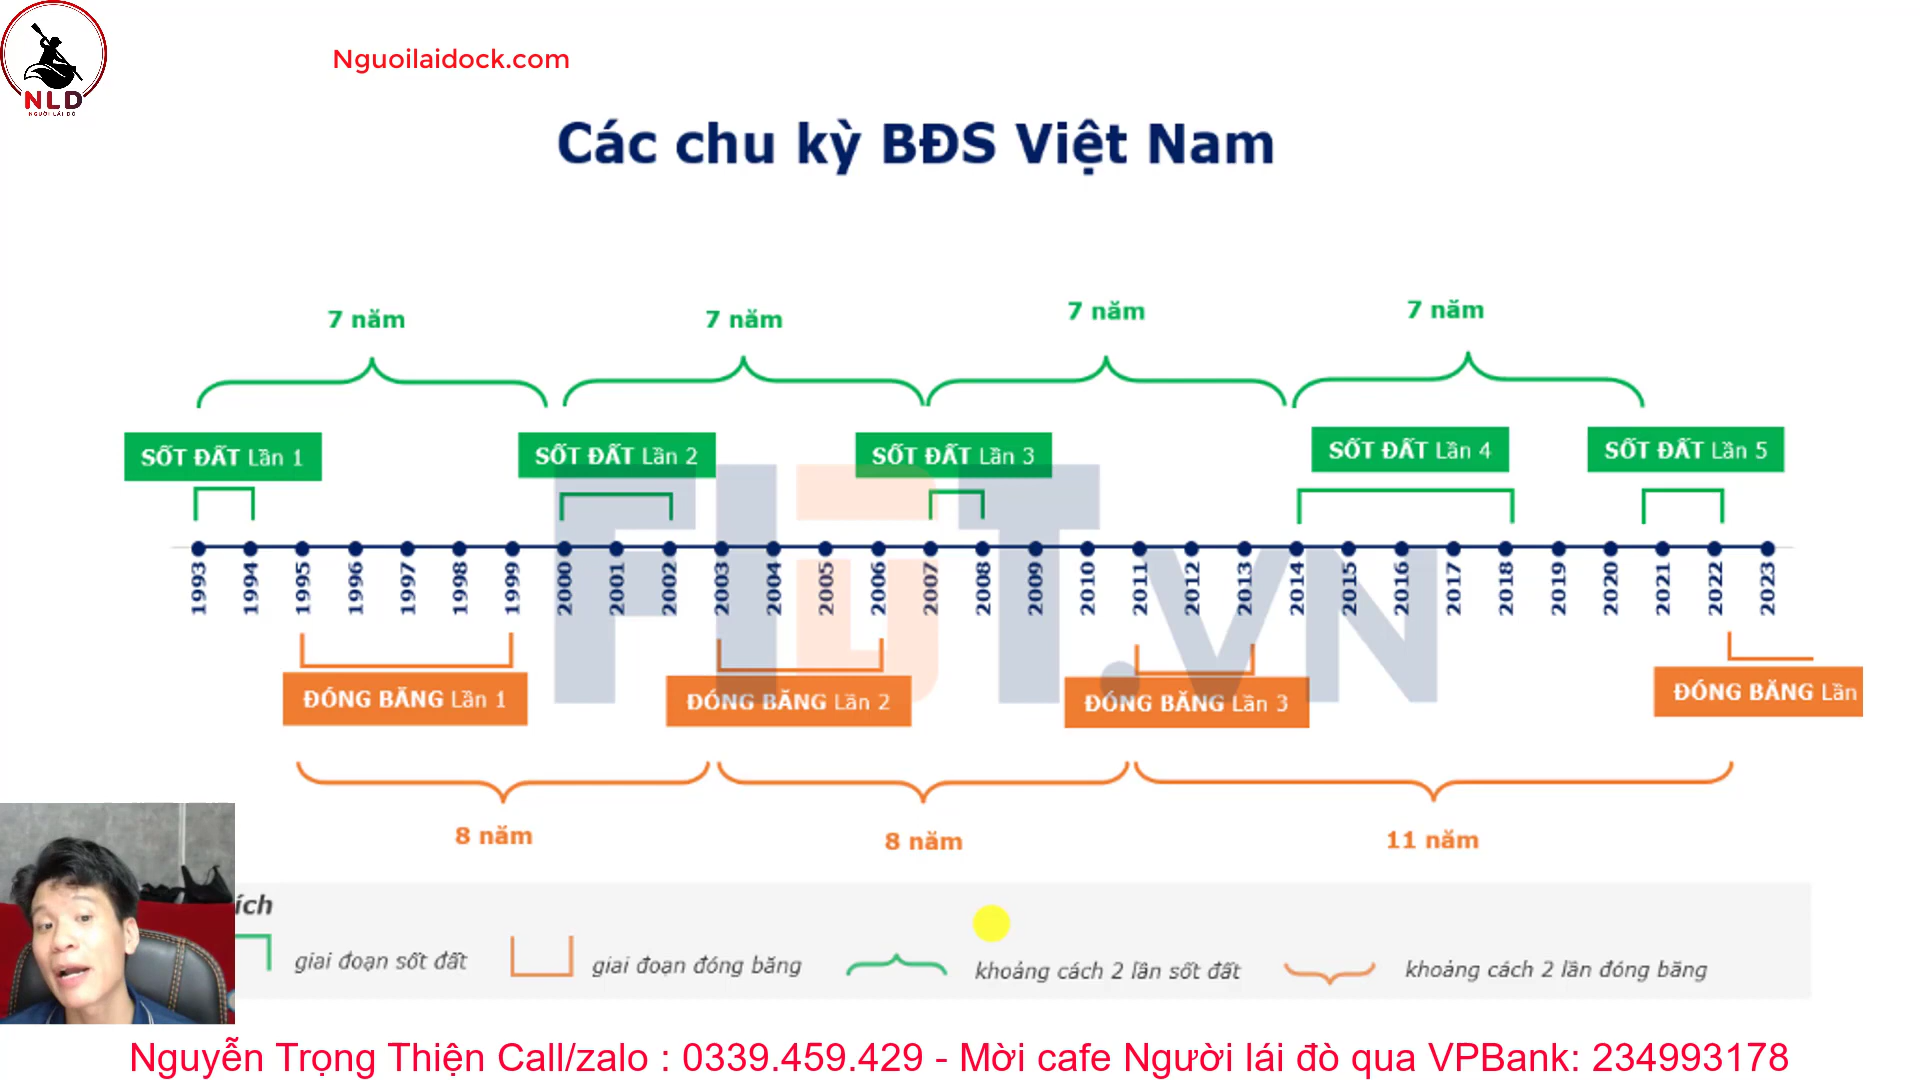 NLD
NGƯỜI LÁI ĐÒ
Nguoilaidock.com
Các chu kỳ BĐS Việt Nam
7 năm
7 năm
7 năm
7 năm
SỐT ĐẤT Lần 1
SỐT ĐẤT Lần 2
SỐT ĐẤT Lần 3
SỐT ĐẤT Lần 4
SỐT ĐẤT Lần 5
FIDT.VN
1993 1994 1995 1996 1997 1998 1999 2000 2001 2002 2003 2004 2005 2006 2007 2008 2009 2010 2011 2012 2013 2014 2015 2016 2017 2018 2019 2020 2021 2022 2023
ĐÓNG BĂNG Lần 1
ĐÓNG BĂNG Lần 2
ĐÓNG BĂNG Lần 3
ĐÓNG BĂNG Lần
8 năm
8 năm
11 năm
ích
giai đoạn sốt đất
giai đoạn đóng băng
khoảng cách 2 lần sốt đất
khoảng cách 2 lần đóng băng
Nguyễn Trọng Thiện Call/zalo : 0339.459.429 - Mời cafe Người lái đò qua VPBank: 234993178